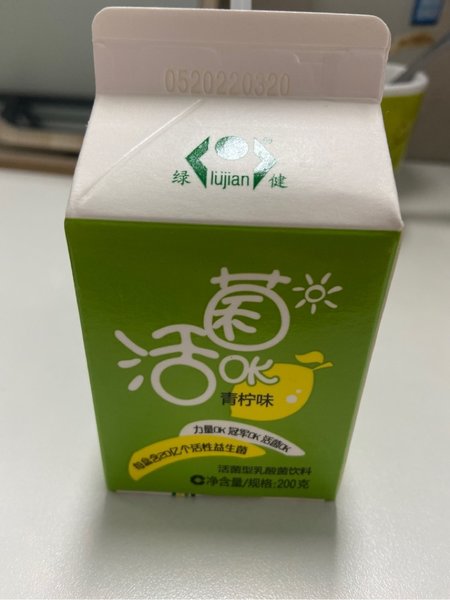 0520220320
绿 lüjian 健
活菌
OK
青柠味
力量OK 冠军OK 活菌OK
每盒含20亿个活性益生菌
活菌型乳酸菌饮料
净含量/规格:200克